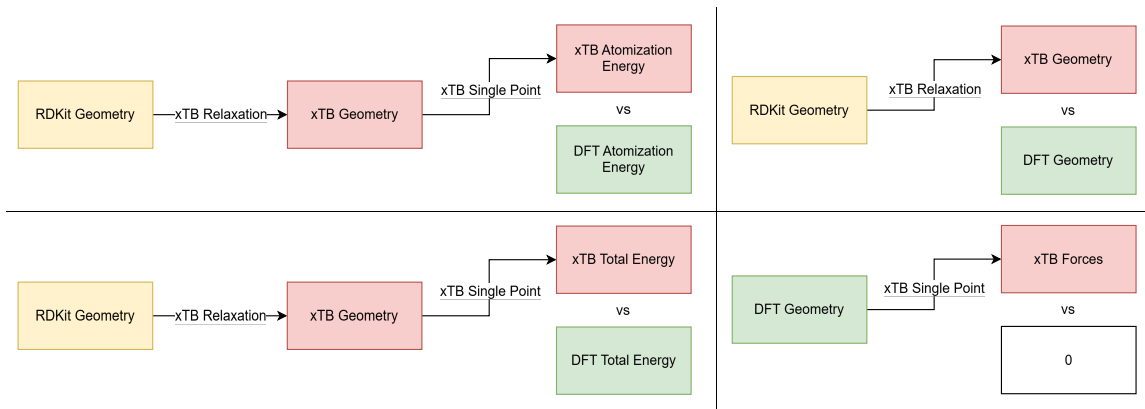 RDKit Geometry
xTB Relaxation
xTB Geometry
xTB Single Point
xTB Atomization
Energy
vs
DFT Atomization
Energy
RDKit Geometry
xTB Relaxation
xTB Geometry
vs
DFT Geometry
RDKit Geometry
xTB Relaxation
xTB Geometry
xTB Single Point
xTB Total Energy
vs
DFT Total Energy
DFT Geometry
xTB Single Point
xTB Forces
vs
0